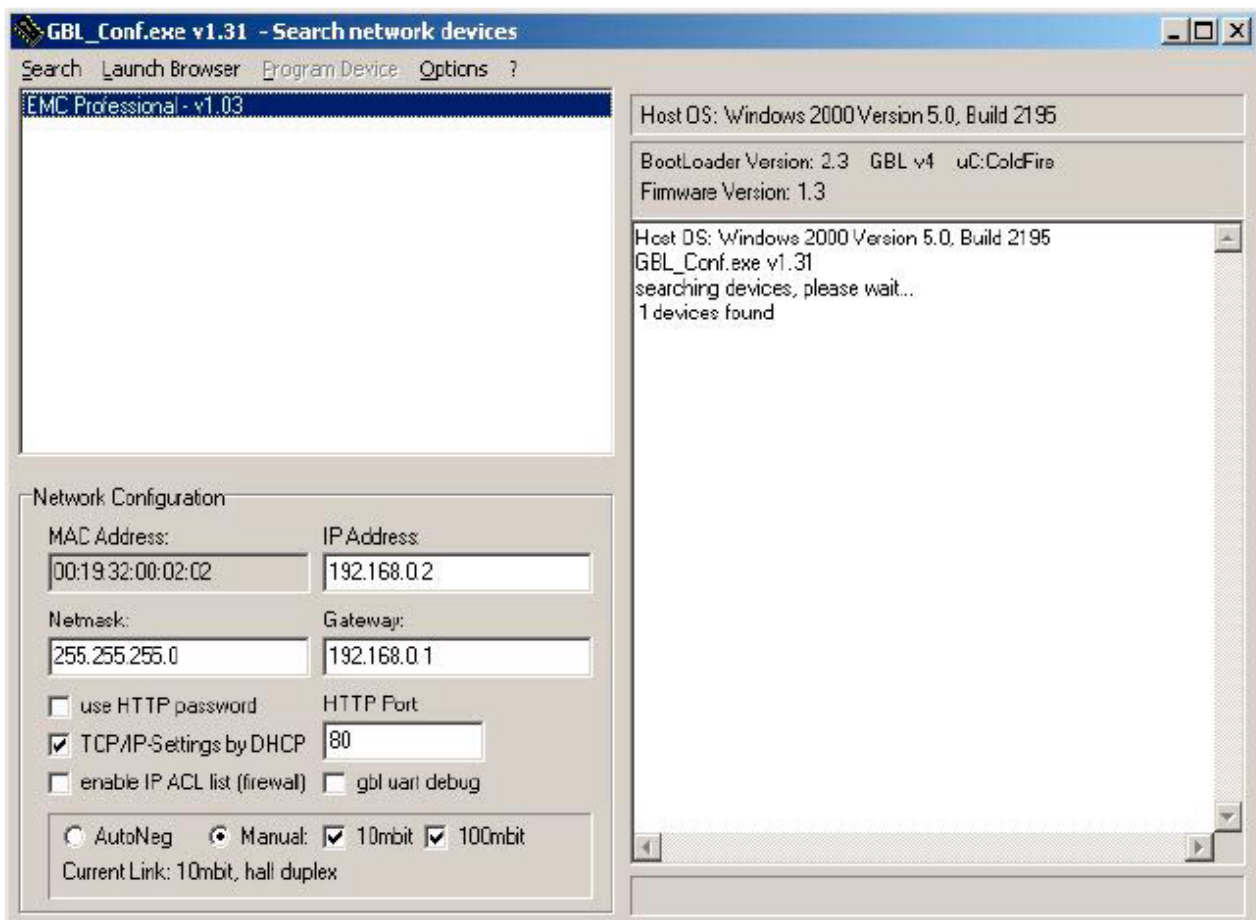 GBL_Conf.exe v1.31 - Search network devices
Search Launch Browser Program Device Options ?
EMC Professional - v1.03
Host OS: Windows 2000 Version 5.0, Build 2195
BootLoader Version: 2.3 GBL v4 uC:ColdFire
Firmware Version: 1.3
Host OS: Windows 2000 Version 5.0, Build 2195
GBL_Conf.exe v1.31
searching devices, please wait...
1 devices found
Network Configuration
MAC Address:
IP Address:
00:19:32:00:02:02
192.168.0.2
Netmask:
Gateway:
255.255.255.0
192.168.0.1
use HTTP password
HTTP Port
TCP/IP-Settings by DHCP
80
enable IP ACL list (firewall)
gbl uart debug
AutoNeg Manual: 10mbit 100mbit
Current Link: 10mbit, half duplex